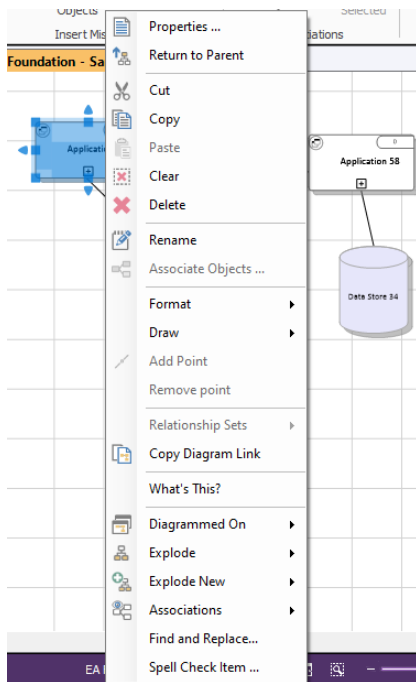 Objects
Selected
Insert Mis
iations
Foundation - Sa
Properties ...
Return to Parent
Cut
Copy
Paste
Clear
Delete
Rename
Associate Objects ...
Format
Draw
Add Point
Remove point
Relationship Sets
Copy Diagram Link
What's This?
Diagrammed On
Explode
Explode New
Associations
Find and Replace...
Spell Check Item ...
Applicatio
D
Application 58
Data Store 34
EA